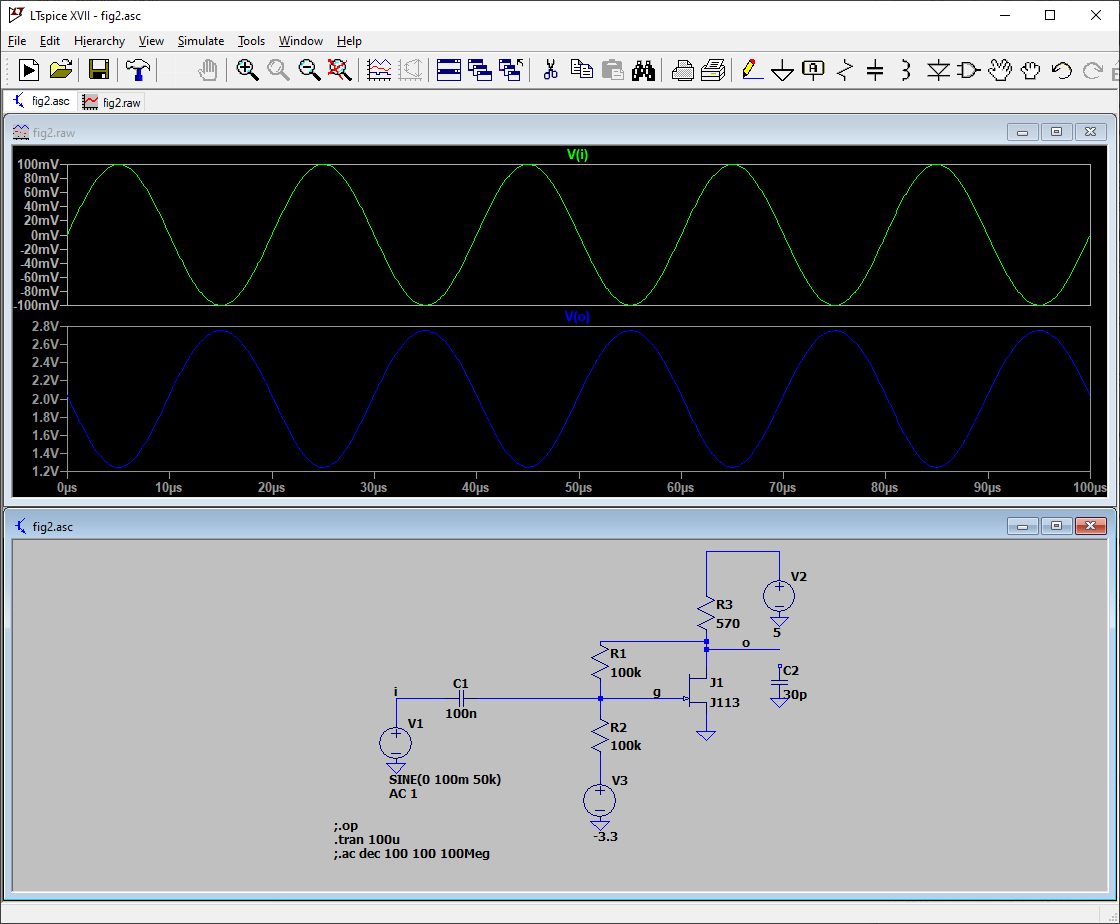 LTspice XVII - fig2.asc
File Edit Hierarchy View Simulate Tools Window Help
A
fig2.asc fig2.raw
fig2.raw
V(i)
100mV
80mV
60mV
40mV
20mV
0mV
-20mV
-40mV
-60mV
-80mV
-100mV
V(o)
2.8V
2.6V
2.4V
2.2V
2.0V
1.8V
1.6V
1.4V
1.2V
0µs 10µs 20µs 30µs 40µs 50µs 60µs 70µs 80µs 90µs 100µs
fig2.asc
V2
5
R3
570
o
R1
100k
C2
30p
J1
J113
g
C1
100n
i
V1
SINE(0 100m 50k)
AC 1
R2
100k
V3
-3.3
;.op
.tran 100u
;.ac dec 100 100 100Meg